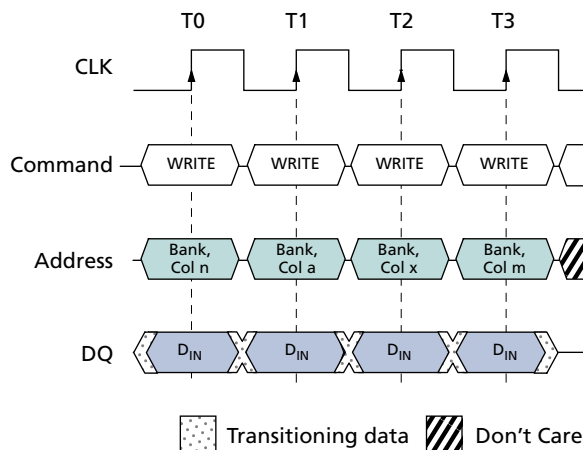 T0 T1 T2 T3
CLK
Command WRITE WRITE WRITE WRITE
Address Bank, Col n Bank, Col a Bank, Col x Bank, Col m
DQ DIN DIN DIN DIN
Transitioning data Don't Care